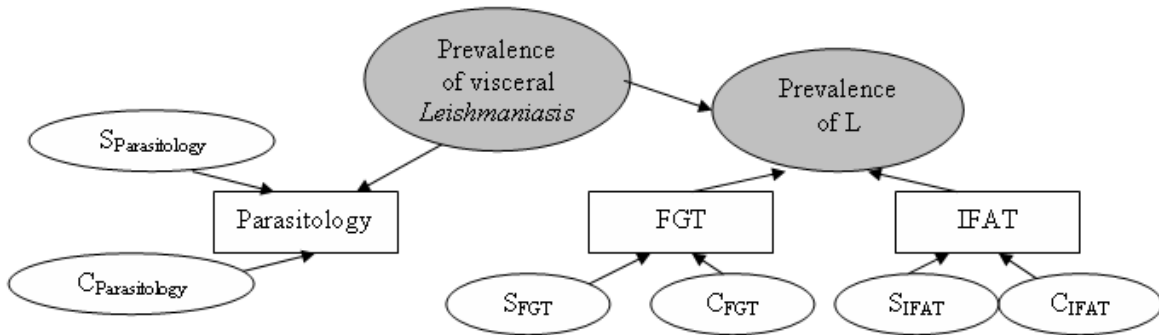 Prevalence
of visceral
Leishmaniasis
Prevalence
of L
SParasitology
Parasitology
CParasitology
FGT
IFAT
SFGT
CFGT
SIFAT
CIFAT